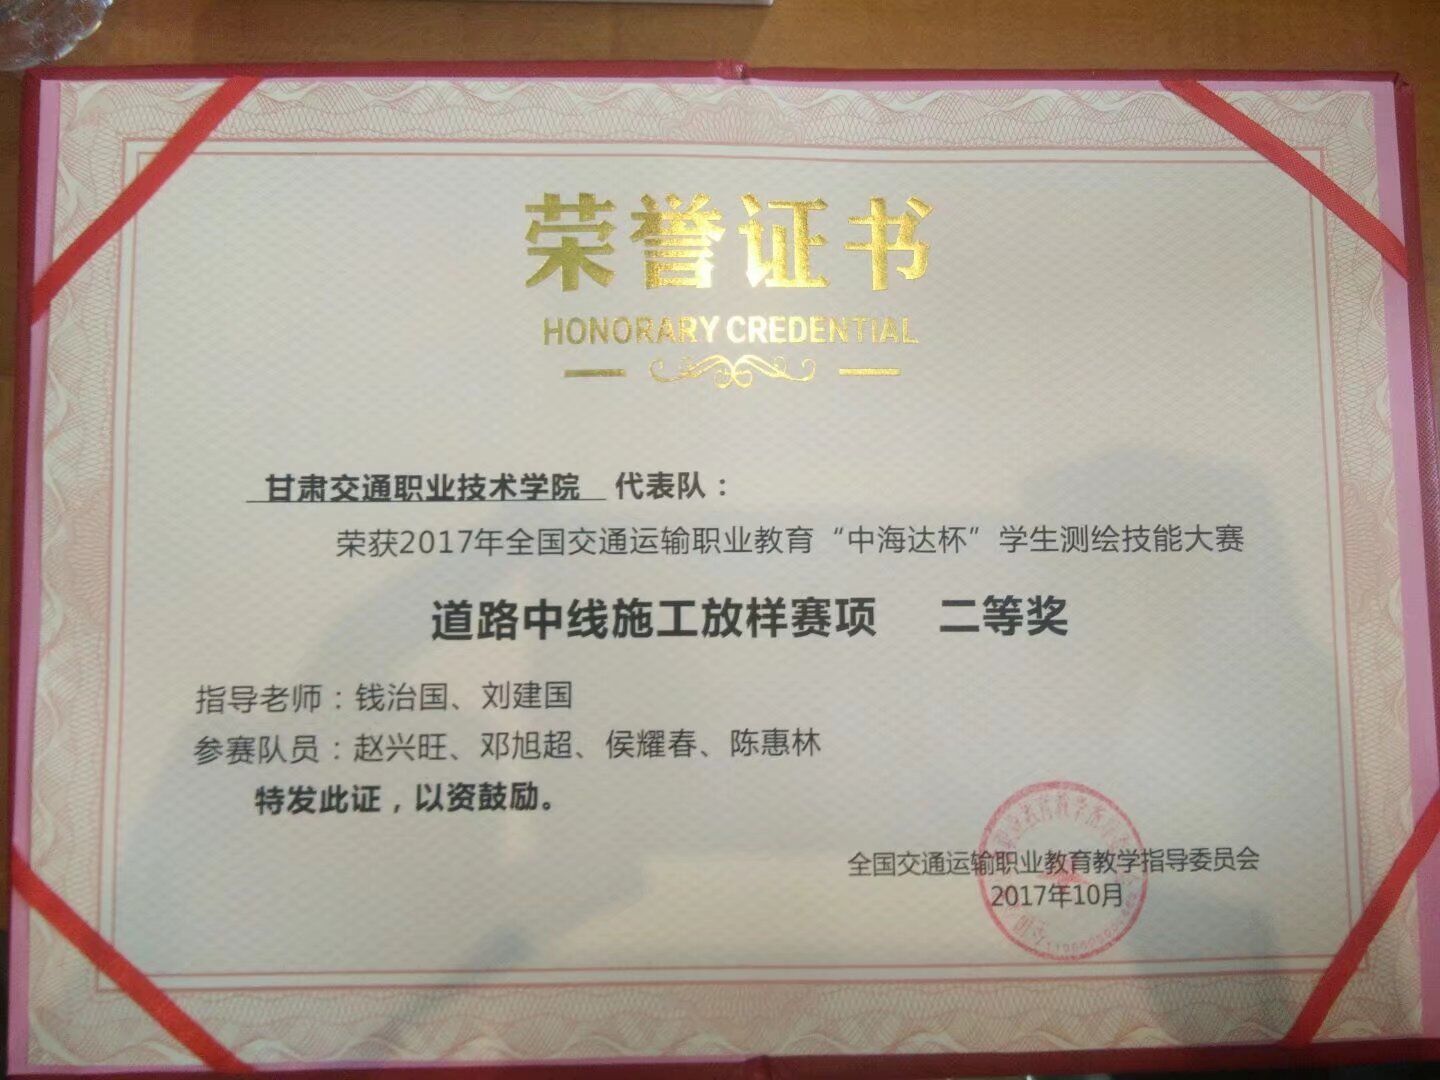 荣誉证书
HONORARY CREDENTIAL
甘肃交通职业技术学院 代表队：
荣获2017年全国交通运输职业教育“中海达杯”学生测绘技能大赛
道路中线施工放样赛项 二等奖
指导老师：钱治国、刘建国
参赛队员：赵兴旺、邓旭超、侯耀春、陈惠林
特发此证，以资鼓励。
全国交通运输职业教育教学指导委员会
2017年10月